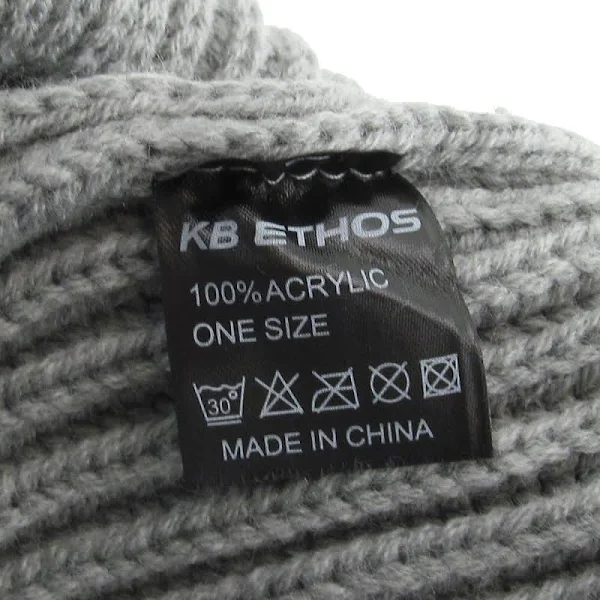 KB ETHOS
100% ACRYLIC
ONE SIZE
30°
MADE IN CHINA